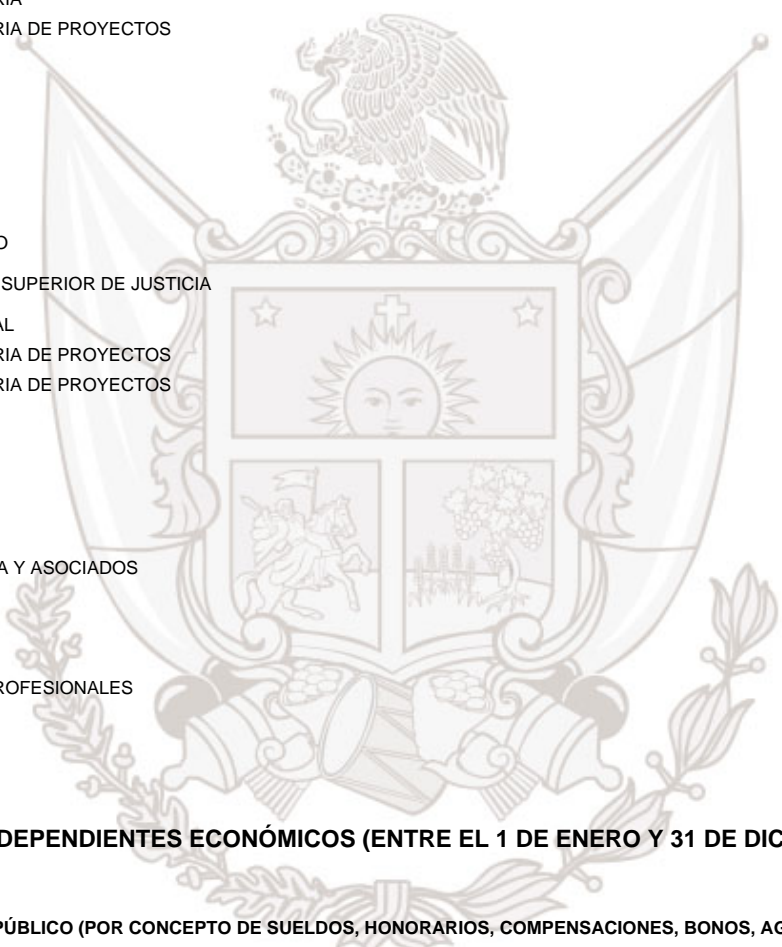 RIA DE PROYECTOS
O
SUPERIOR DE JUSTICIA
AL
RIA DE PROYECTOS
RIA DE PROYECTOS
A Y ASOCIADOS
ROFESIONALES
DEPENDIENTES ECONÓMICOS (ENTRE EL 1 DE ENERO Y 31 DE DIC
PÚBLICO (POR CONCEPTO DE SUELDOS, HONORARIOS, COMPENSACIONES, BONOS, AG